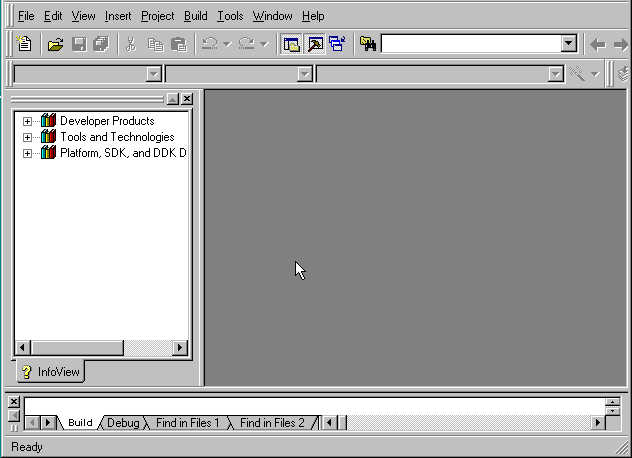 File Edit View Insert Project Build Tools Window Help
Developer Products
Tools and Technologies
Platform, SDK, and DDK D
InfoView
Build Debug Find in Files 1 Find in Files 2
Ready